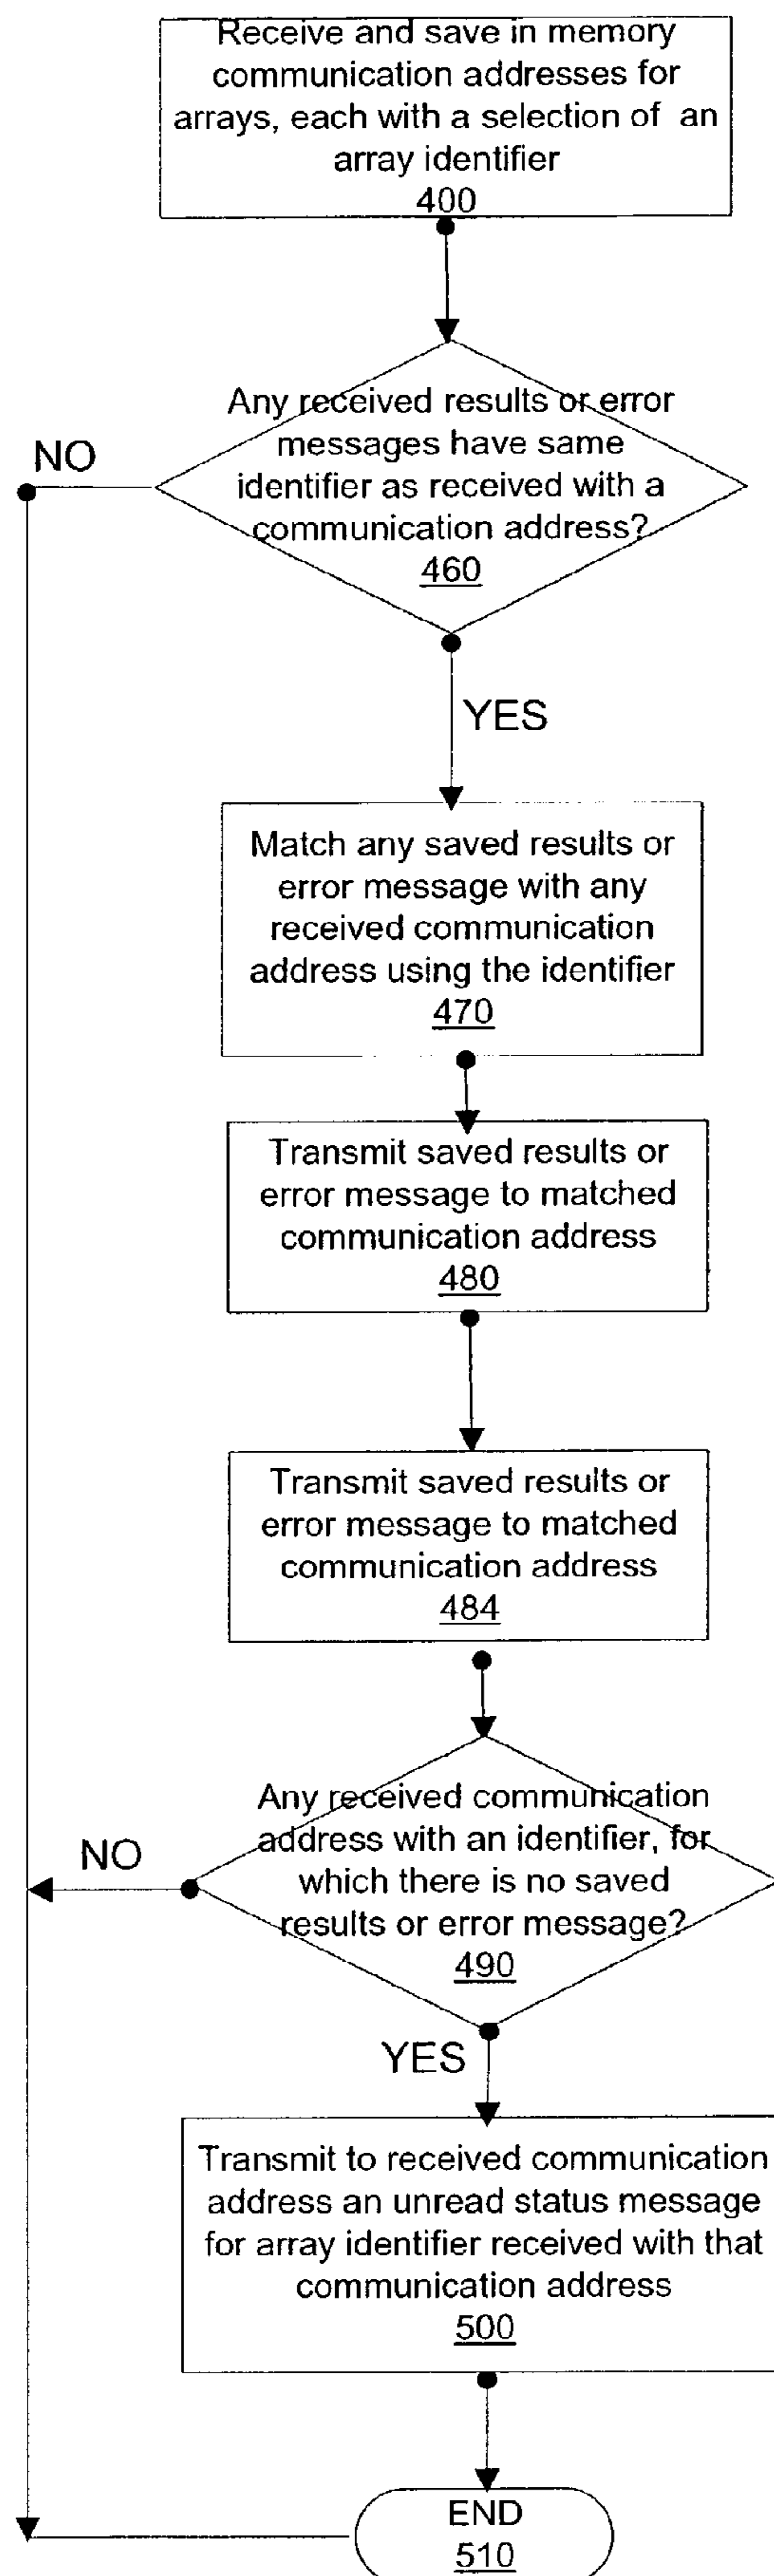 Receive and save in memory
communication addresses for
arrays, each with a selection of an
array identifier
400
Any received results or error
messages have same
identifier as received with a
communication address?
460
NO
YES
Match any saved results or
error message with any
received communication
address using the identifier
470
Transmit saved results or
error message to matched
communication address
480
Transmit saved results or
error message to matched
communication address
484
Any received communication
address with an identifier, for
which there is no saved
results or error message?
490
NO
YES
Transmit to received communication
address an unread status message
for array identifier received with that
communication address
500
END
510